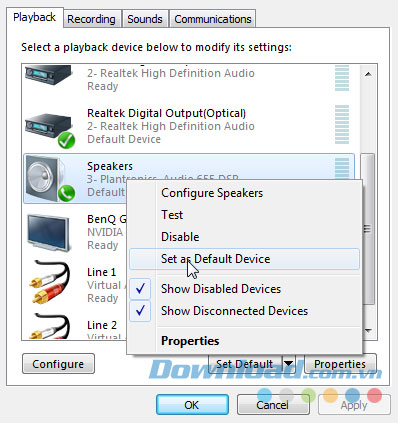 Playback Recording Sounds Communications
Select a playback device below to modify its settings:
2- Realtek High Definition Audio
Ready
Realtek Digital Output(Optical)
2- Realtek High Definition Audio
Default Device
Speakers
3- Plantronics Audio 655 DSP
Default
BenQ G
NVIDIA
Ready
Line 1
Virtual
Ready
Line 2
Virtual
Ready
Configure Speakers
Test
Disable
Set as Default Device
Show Disabled Devices
Show Disconnected Devices
Properties
Configure Set Default Properties
Download.com.vn
OK Cancel Apply